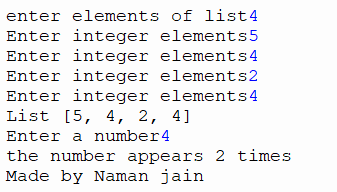 enter elements of list4
Enter integer elements5
Enter integer elements4
Enter integer elements2
Enter integer elements4
List [5, 4, 2, 4]
Enter a number4
the number appears 2 times
Made by Naman jain